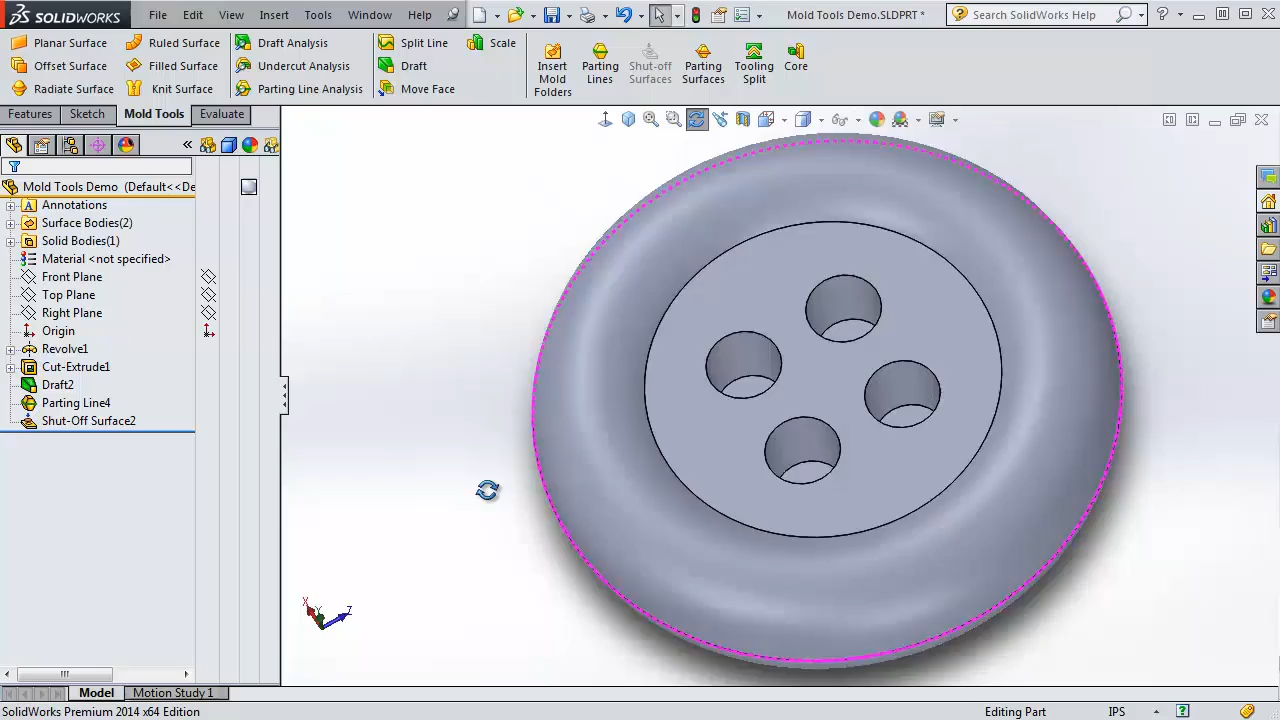 SOLIDWORKS File Edit View Insert Tools Window Help Mold Tools Demo.SLDPRT * Search SolidWorks Help
Planar Surface Ruled Surface Draft Analysis Split Line Scale
Offset Surface Filled Surface Undercut Analysis Draft
Radiate Surface Knit Surface Parting Line Analysis Move Face
Insert Mold Folders
Parting Lines
Shut-off Surfaces
Parting Surfaces
Tooling Split
Core
Features Sketch Mold Tools Evaluate
Mold Tools Demo (Default<<De
Annotations
Surface Bodies(2)
Solid Bodies(1)
Material <not specified>
Front Plane
Top Plane
Right Plane
Origin
Revolve1
Cut-Extrude1
Draft2
Parting Line4
Shut-Off Surface2
X Y Z
Model Motion Study 1
SolidWorks Premium 2014 x64 Edition Editing Part IPS